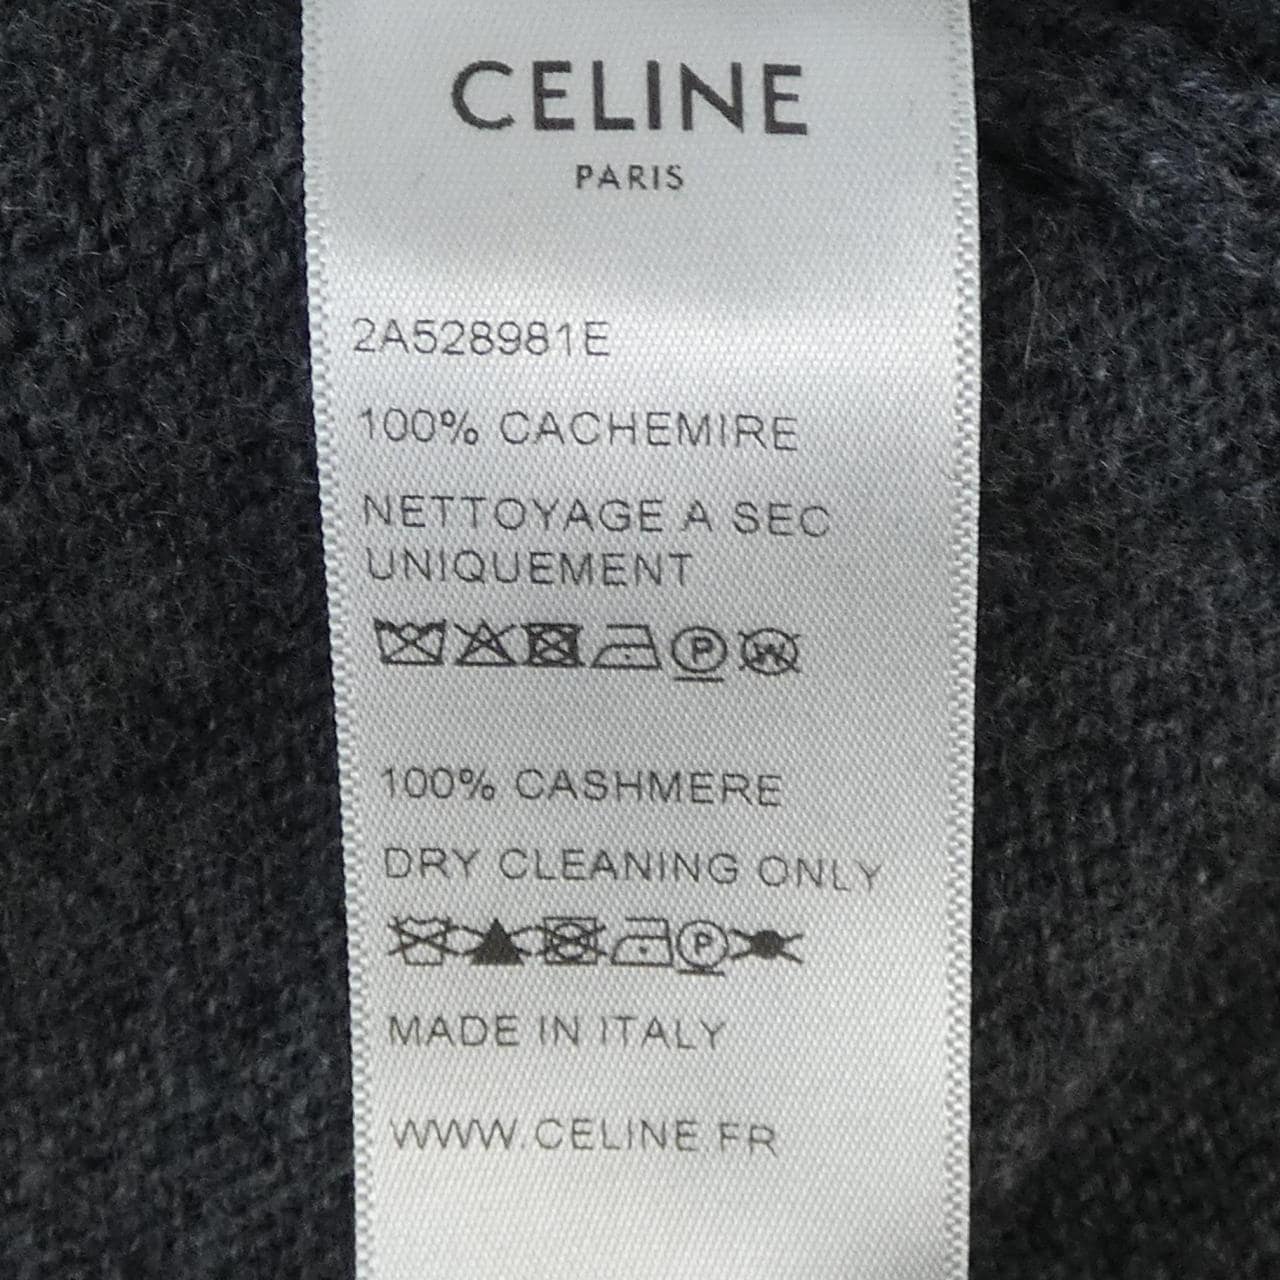 CELINE
PARIS
2A528981E
100% CACHEMIRE
NETTOYAGE A SEC
UNIQUEMENT
P W
100% CASHMERE
DRY CLEANING ONLY
P
MADE IN ITALY
WWW.CELINE.FR